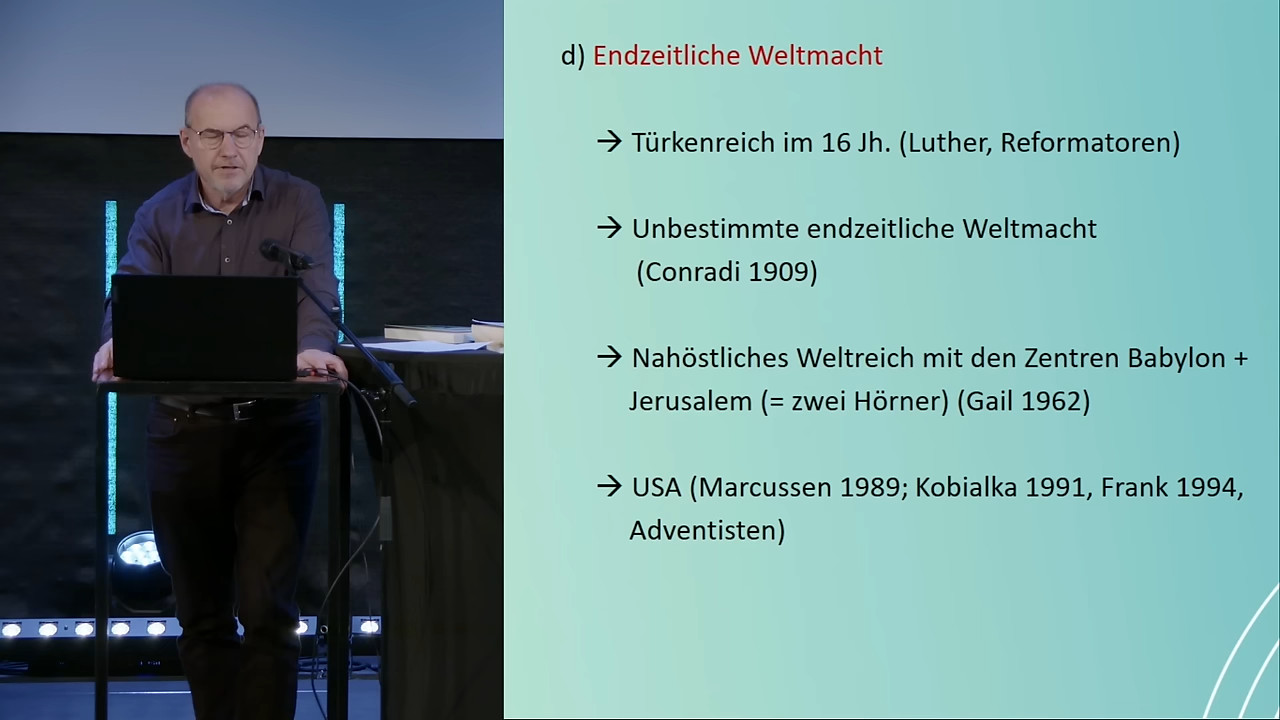 d) Endzeitliche Weltmacht
→ Türkenreich im 16 Jh. (Luther, Reformatoren)
→ Unbestimmte endzeitliche Weltmacht
(Conradi 1909)
→ Nahöstliches Weltreich mit den Zentren Babylon +
Jerusalem (= zwei Hörner) (Gail 1962)
→ USA (Marcussen 1989; Kobialka 1991, Frank 1994,
Adventisten)